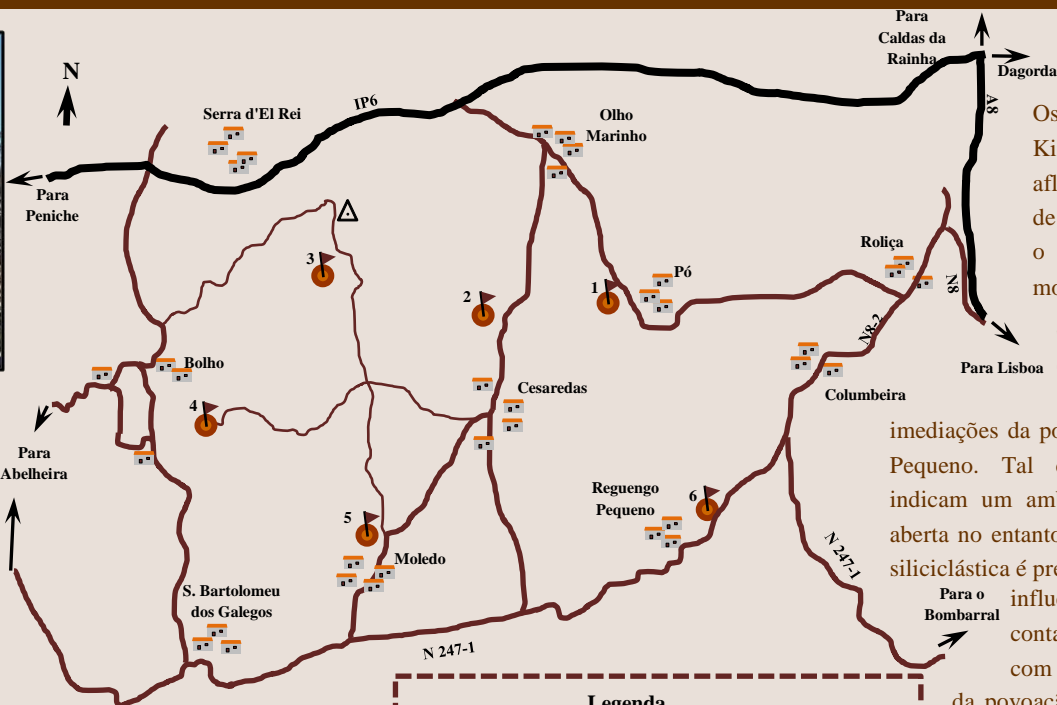 Para
Caldas da
Rainha
Dagorda
N
A8
IP6
Serra d'El Rei
Olho
Marinho
Para
Peniche
Roliça
3
2
1
Pó
N8
N8-2
Para Lisboa
Bolho
Cesaredas
Columbeira
4
Para
Abelheira
Reguengo
Pequeno
6
5
Moledo
N 247-1
S. Bartolomeu
dos Galegos
Para o
Bombarral
N 247-1
Legenda
Os
Ki
afl
de
o
mo
imediações da po
Pequeno. Tal
indicam um am
aberta no entanto
siliciclástica é pre
influ
conta
com
da povoaçã